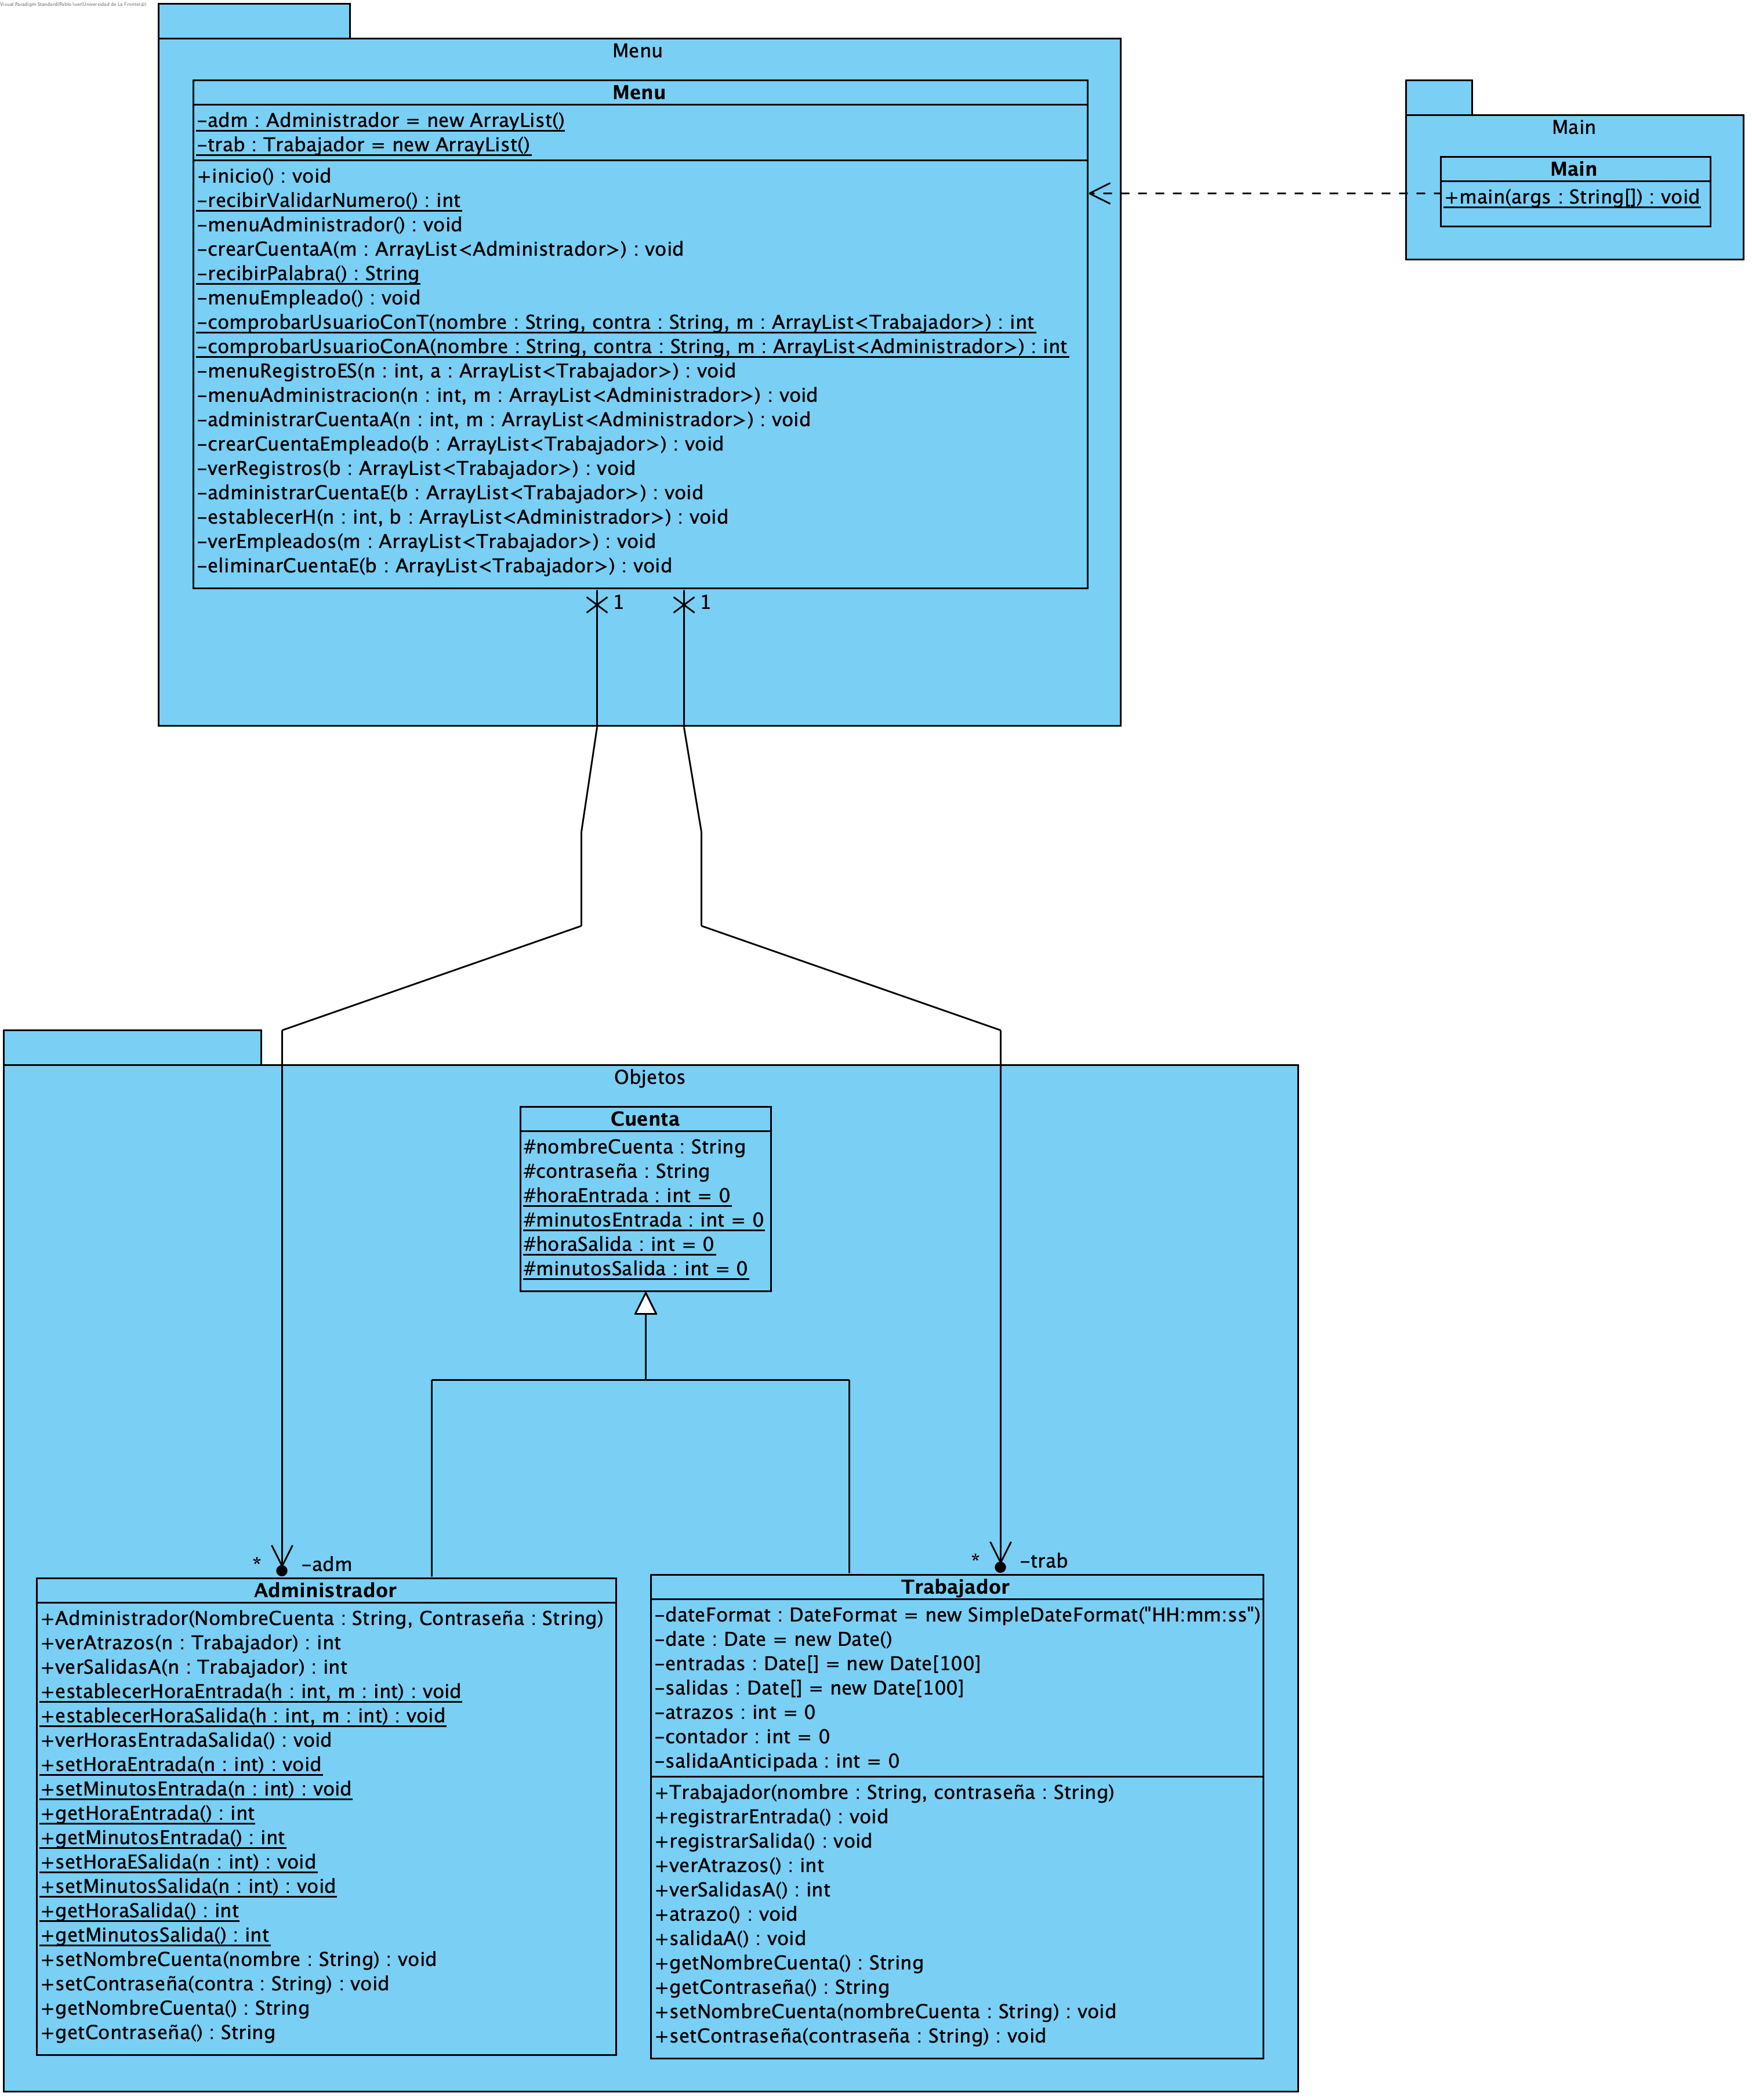 Visual Paradigm Standard(Pablo Iuer(Universidad de La Frontera))
Menu
Menu
-adm : Administrador = new ArrayList()
-trab : Trabajador = new ArrayList()
+inicio() : void
-recibirValidarNumero() : int
-menuAdministrador() : void
-crearCuentaA(m : ArrayList<Administrador>) : void
-recibirPalabra() : String
-menuEmpleado() : void
-comprobarUsuarioConT(nombre : String, contra : String, m : ArrayList<Trabajador>) : int
-comprobarUsuarioConA(nombre : String, contra : String, m : ArrayList<Administrador>) : int
-menuRegistroES(n : int, a : ArrayList<Trabajador>) : void
-menuAdministracion(n : int, m : ArrayList<Administrador>) : void
-administrarCuentaA(n : int, m : ArrayList<Administrador>) : void
-crearCuentaEmpleado(b : ArrayList<Trabajador>) : void
-verRegistros(b : ArrayList<Trabajador>) : void
-administrarCuentaE(b : ArrayList<Trabajador>) : void
-establecerH(n : int, b : ArrayList<Administrador>) : void
-verEmpleados(m : ArrayList<Trabajador>) : void
-eliminarCuentaE(b : ArrayList<Trabajador>) : void
1
1
Main
Main
+main(args : String[]) : void
Objetos
Cuenta
#nombreCuenta : String
#contraseña : String
#horaEntrada : int = 0
#minutosEntrada : int = 0
#horaSalida : int = 0
#minutosSalida : int = 0
* -adm
* -trab
Administrador
+Administrador(NombreCuenta : String, Contraseña : String)
+verAtrazos(n : Trabajador) : int
+verSalidasA(n : Trabajador) : int
+establecerHoraEntrada(h : int, m : int) : void
+establecerHoraSalida(h : int, m : int) : void
+verHorasEntradaSalida() : void
+setHoraEntrada(n : int) : void
+setMinutosEntrada(n : int) : void
+getHoraEntrada() : int
+getMinutosEntrada() : int
+setHoraESalida(n : int) : void
+setMinutosSalida(n : int) : void
+getHoraSalida() : int
+getMinutosSalida() : int
+setNombreCuenta(nombre : String) : void
+setContraseña(contra : String) : void
+getNombreCuenta() : String
+getContraseña() : String
Trabajador
-dateFormat : DateFormat = new SimpleDateFormat("HH:mm:ss")
-date : Date = new Date()
-entradas : Date[] = new Date[100]
-salidas : Date[] = new Date[100]
-atrazos : int = 0
-contador : int = 0
-salidaAnticipada : int = 0
+Trabajador(nombre : String, contraseña : String)
+registrarEntrada() : void
+registrarSalida() : void
+verAtrazos() : int
+verSalidasA() : int
+atrazo() : void
+salidaA() : void
+getNombreCuenta() : String
+getContraseña() : String
+setNombreCuenta(nombreCuenta : String) : void
+setContraseña(contraseña : String) : void